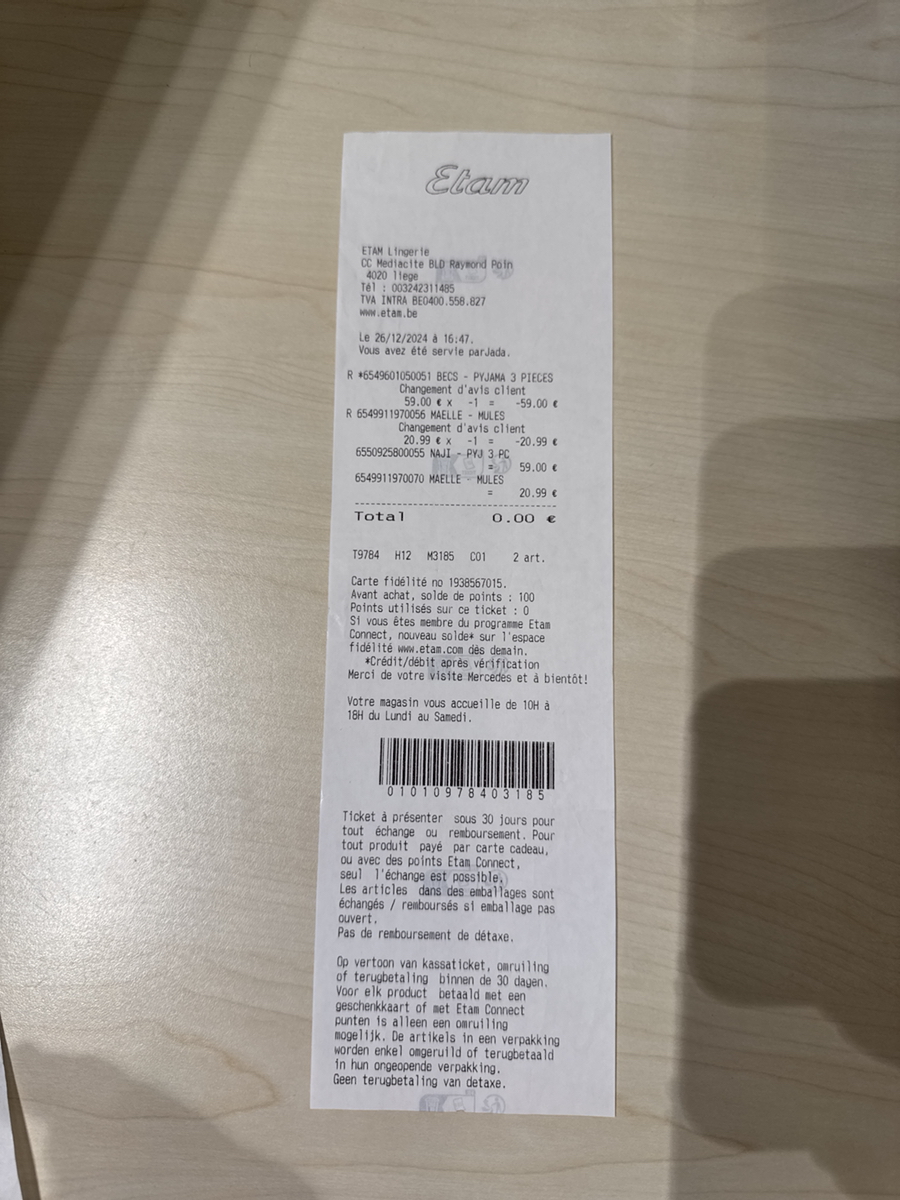 Etam
ETAM Lingerie
CC Mediacite BLD Raymond Poin
4020 liege
Tél : 003242311485
TVA INTRA BE0400.558.827
www.etam.be
Le 26/12/2024 à 16:47.
Vous avez été servie parJada.
R *6549601050051 BECS - PYJAMA 3 PIECES
Changement d'avis client
59.00 € x -1 = -59.00 €
R 6549911970056 MAELLE - MULES
Changement d'avis client
20.99 € x -1 = -20.99 €
6550925800055 NAJI - PYJ 3 PC
= 59.00 €
6549911970070 MAELLE - MULES
= 20.99 €
Total 0.00 €
T9784 H12 M3185 C01 2 art.
Carte fidélité no 1938567015.
Avant achat, solde de points : 100
Points utilisés sur ce ticket : 0
Si vous êtes membre du programme Etam
Connect, nouveau solde* sur l'espace
fidélité www.etam.com dès demain.
*Crédit/débit après vérification
Merci de votre visite Mercedes et à bientôt!
Votre magasin vous accueille de 10H à
18H du Lundi au Samedi.
01010978403185
Ticket à présenter sous 30 jours pour
tout échange ou remboursement. Pour
tout produit payé par carte cadeau,
ou avec des points Etam Connect,
seul l'échange est possible.
Les articles dans des emballages sont
échangés / remboursés si emballage pas
ouvert.
Pas de remboursement de détaxe.
Op vertoon van kassaticket, omruiling
of terugbetaling binnen de 30 dagen.
Voor elk product betaald met een
geschenkkaart of met Etam Connect
punten is alleen een omruiling
mogelijk. De artikels in een verpakking
worden enkel omgeruild of terugbetaald
in hun ongeopende verpakking.
Geen terugbetaling van detaxe.